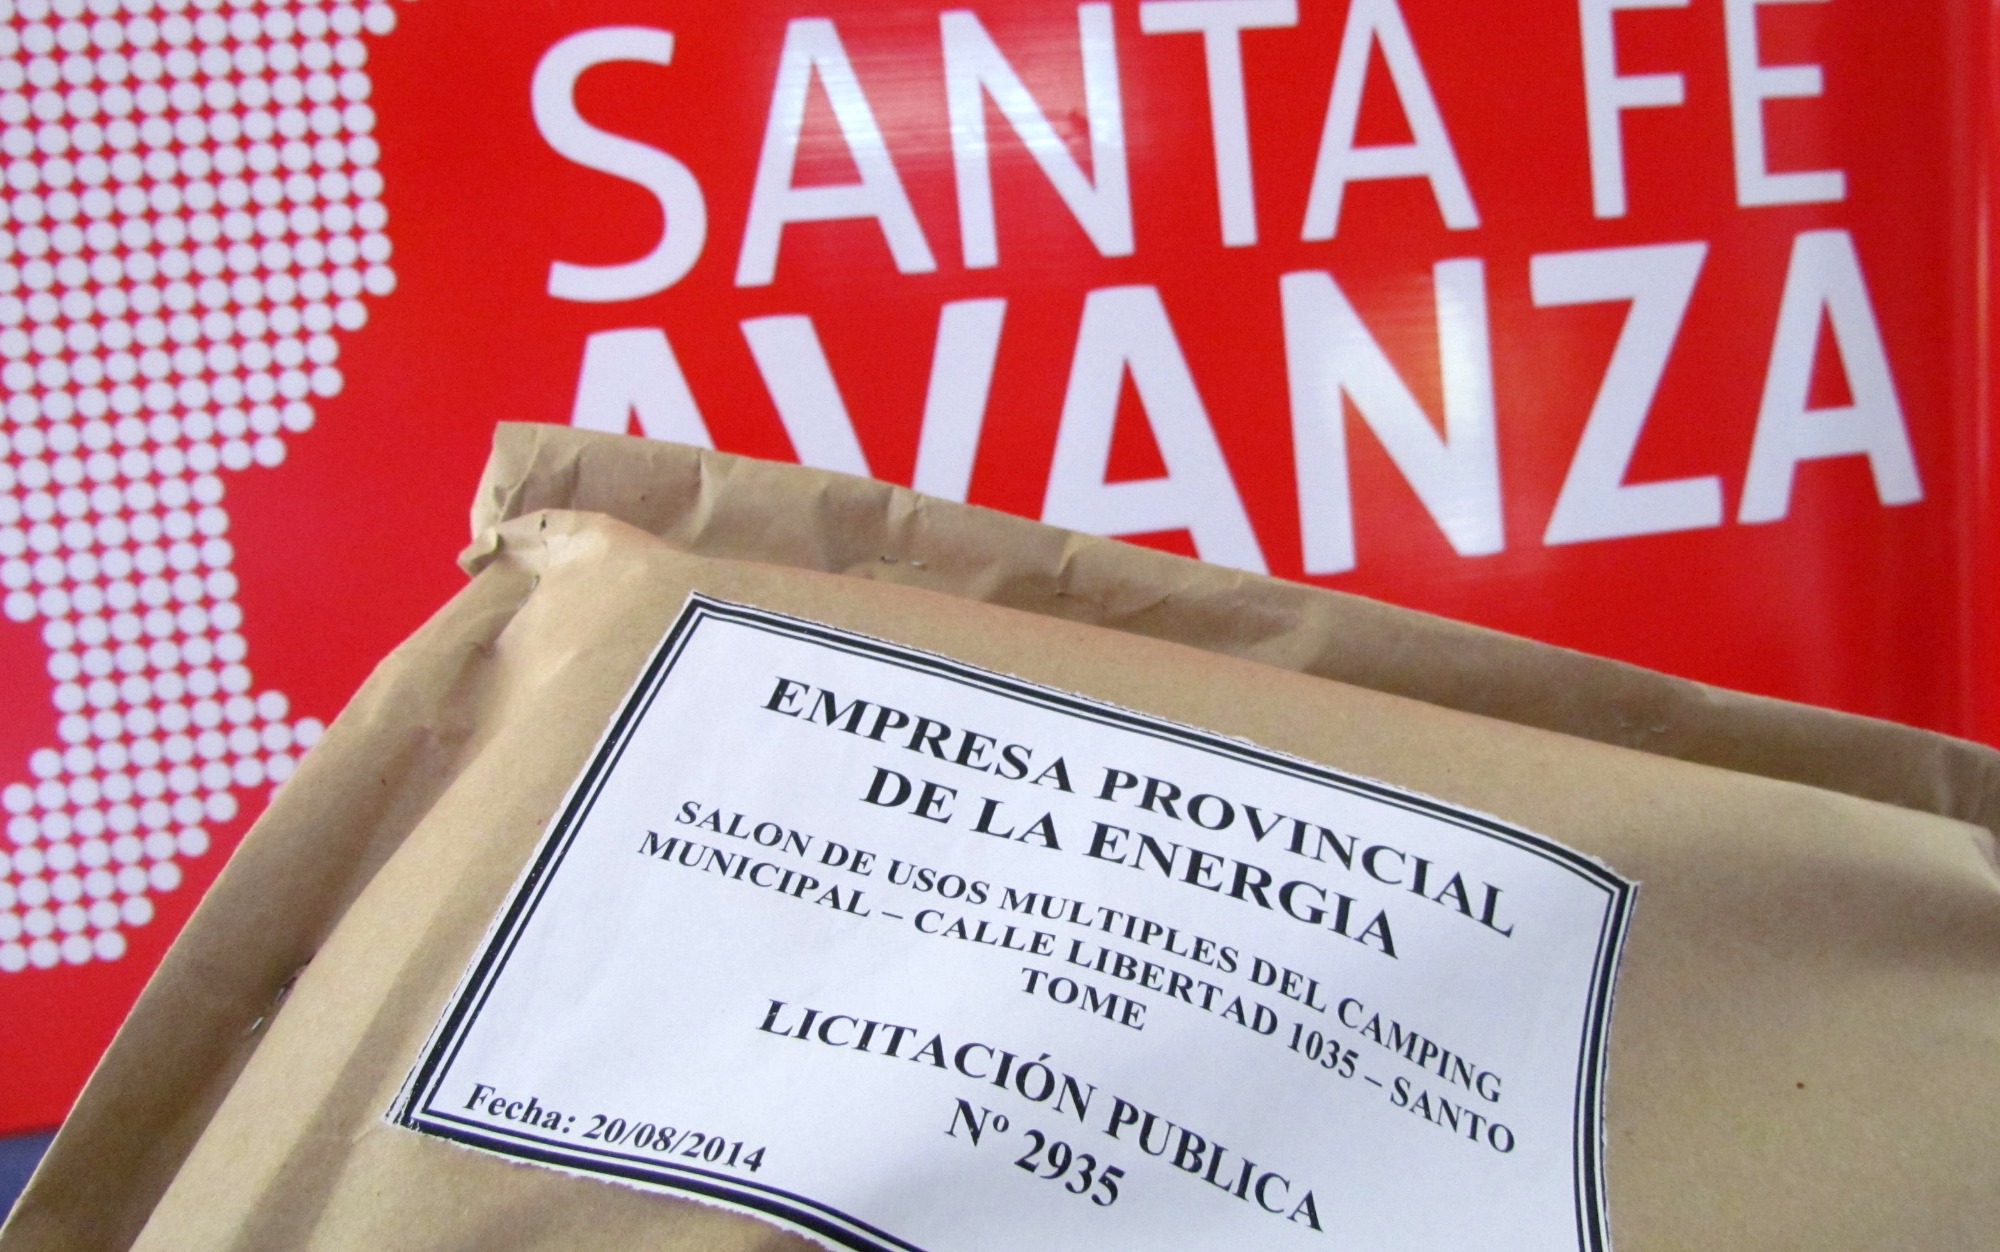 SANTA FE
AVANZA
EMPRESA PROVINCIAL
DE LA ENERGIA
SALON DE USOS MULTIPLES DEL CAMPING
MUNICIPAL – CALLE LIBERTAD 1035 – SANTO
TOME
LICITACIÓN PUBLICA
Nº 2935
Fecha: 20/08/2014